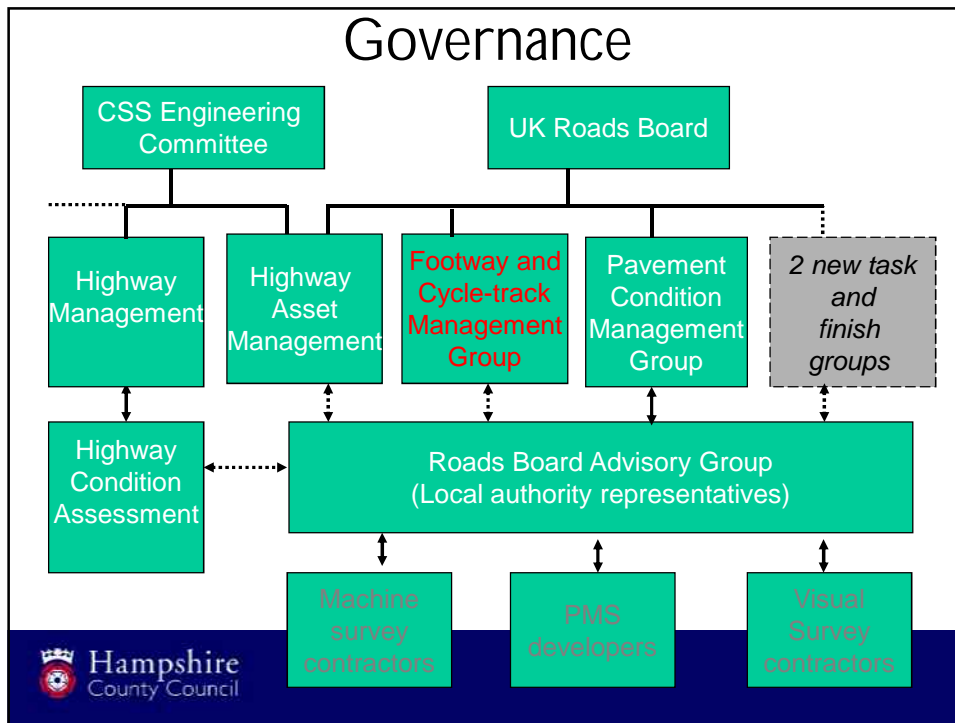 Governance
CSS Engineering
Committee
UK Roads Board
Highway
Management
Highway
Asset
Management
Footway and
Cycle-track
Management
Group
Pavement
Condition
Management
Group
2 new task
and
finish
groups
Highway
Condition
Assessment
Roads Board Advisory Group
(Local authority representatives)
Machine
survey
contractors
PMS
developers
Visual
Survey
contractors
Hampshire
County Council